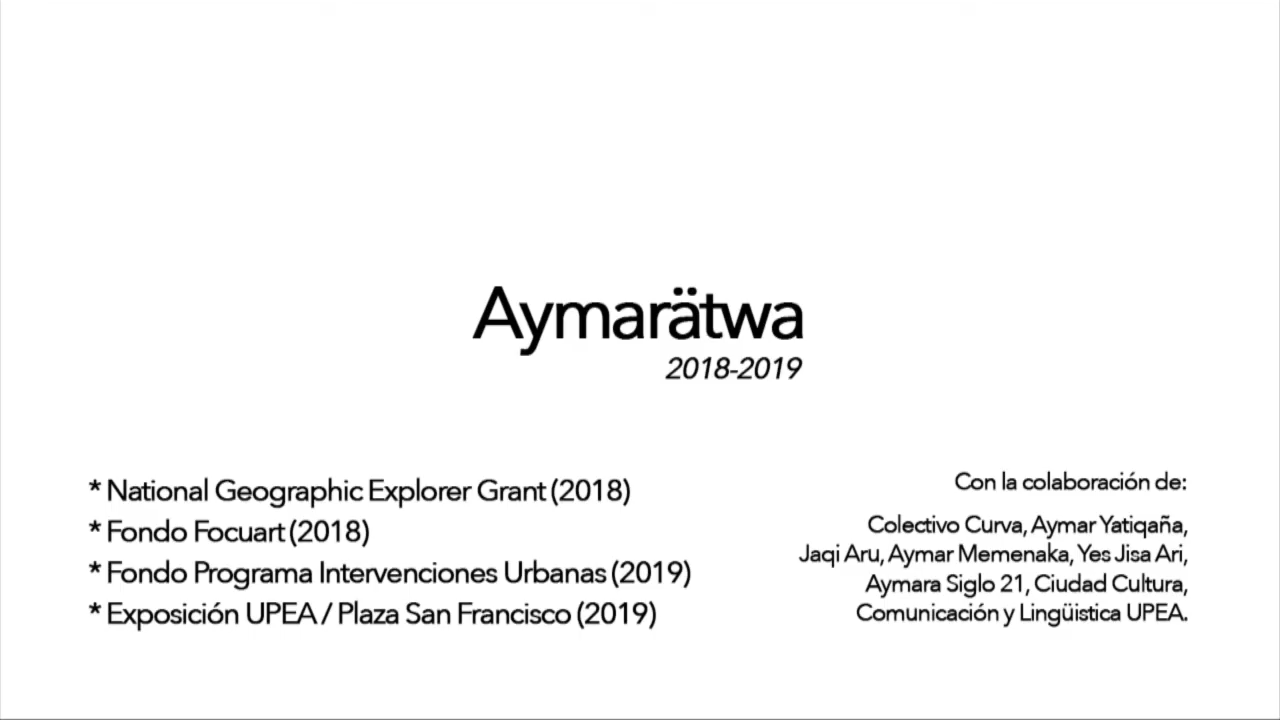 Aymarätwa
2018-2019
* National Geographic Explorer Grant (2018)
* Fondo Focuart (2018)
* Fondo Programa Intervenciones Urbanas (2019)
* Exposición UPEA / Plaza San Francisco (2019)
Con la colaboración de:
Colectivo Curva, Aymar Yatiqaña,
Jaqi Aru, Aymar Memenaka, Yes Jisa Ari,
Aymara Siglo 21, Ciudad Cultura,
Comunicación y Lingüistica UPEA.